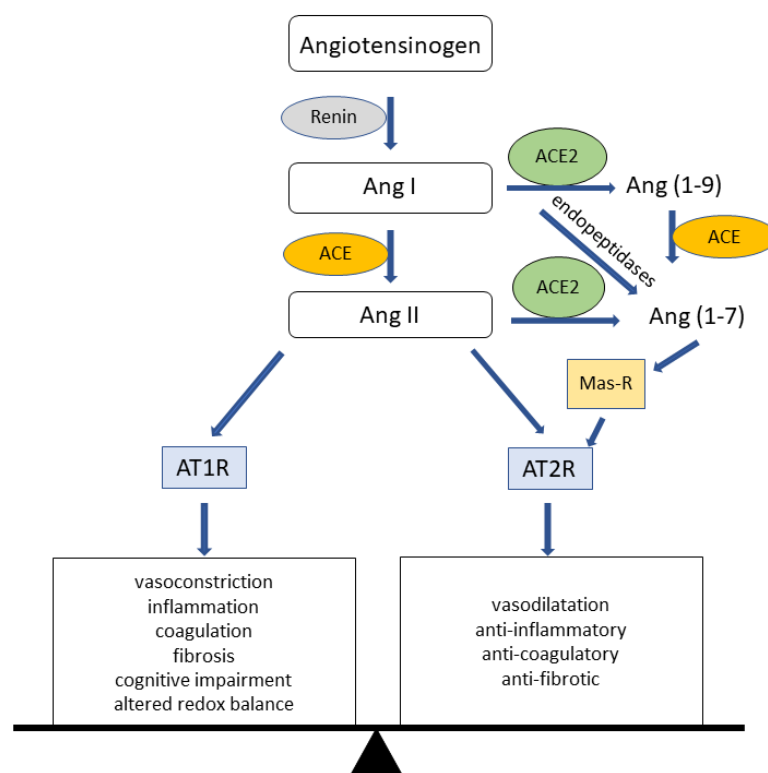 Angiotensinogen
Renin
ACE2
Ang I
Ang (1-9)
endopeptidases
ACE
ACE
ACE2
Ang II
Ang (1-7)
Mas-R
AT1R
AT2R
vasoconstriction
inflammation
coagulation
fibrosis
cognitive impairment
altered redox balance
vasodilatation
anti-inflammatory
anti-coagulatory
anti-fibrotic